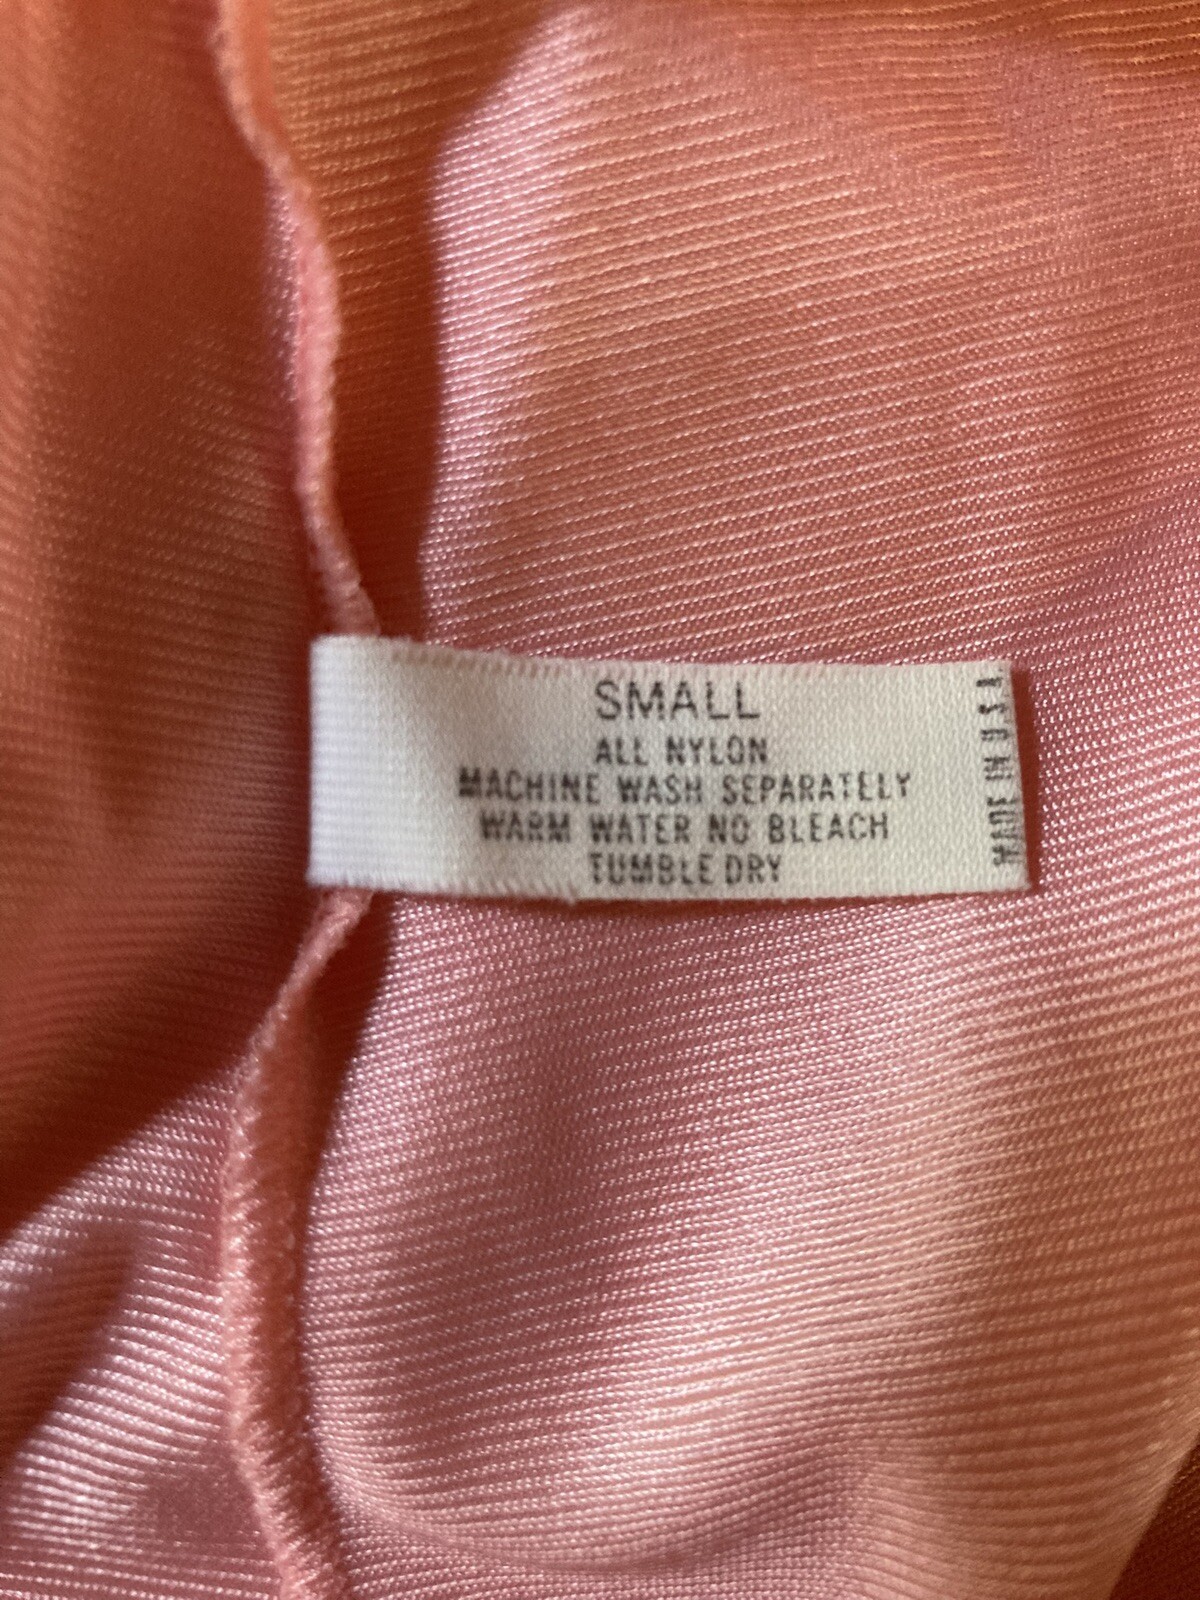 SMALL
ALL NYLON
MACHINE WASH SEPARATELY
WARM WATER NO BLEACH
TUMBLE DRY
MADE IN U.S.A